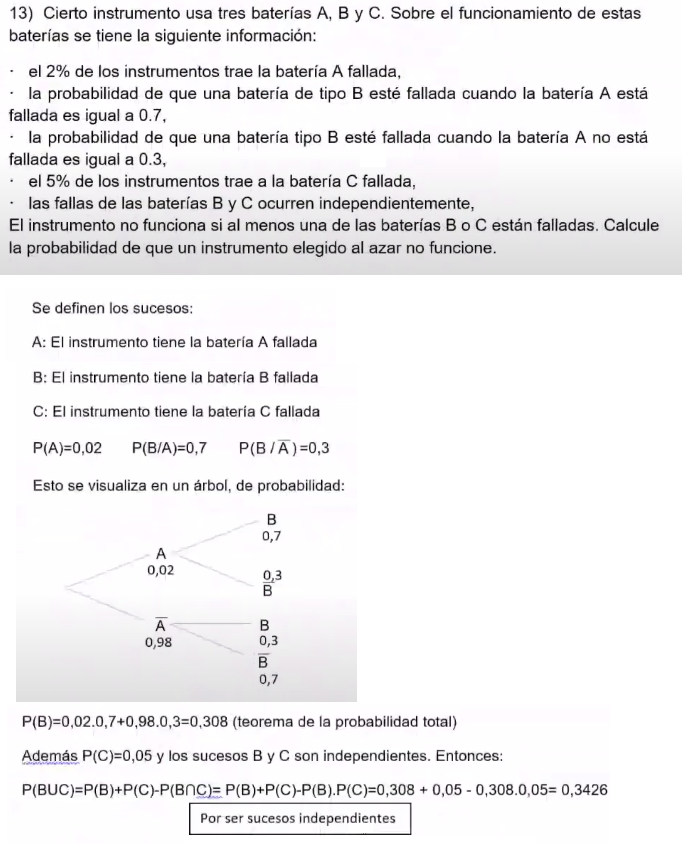 13) Cierto instrumento usa tres baterías A, B y C. Sobre el funcionamiento de estas
baterías se tiene la siguiente información:
· el 2% de los instrumentos trae la batería A fallada,
· la probabilidad de que una batería de tipo B esté fallada cuando la batería A está
fallada es igual a 0.7,
· la probabilidad de que una batería tipo B esté fallada cuando la batería A no está
fallada es igual a 0.3,
· el 5% de los instrumentos trae a la batería C fallada,
· las fallas de las baterías B y C ocurren independientemente,
El instrumento no funciona si al menos una de las baterías B o C están falladas. Calcule
la probabilidad de que un instrumento elegido al azar no funcione.
Se definen los sucesos:
A: El instrumento tiene la batería A fallada
B: El instrumento tiene la batería B fallada
C: El instrumento tiene la batería C fallada
P(A)=0,02 P(B/A)=0,7 P(B / A̅ )=0,3
Esto se visualiza en un árbol, de probabilidad:
B
0,7
A
0,02
0,3
B̅
A̅
0,98
B
0,3
B̅
0,7
P(B)=0,02.0,7+0,98.0,3=0,308 (teorema de la probabilidad total)
Además P(C)=0,05 y los sucesos B y C son independientes. Entonces:
P(BUC)=P(B)+P(C)-P(B∩C)= P(B)+P(C)-P(B).P(C)=0,308 + 0,05 - 0,308.0,05= 0,3426
Por ser sucesos independientes